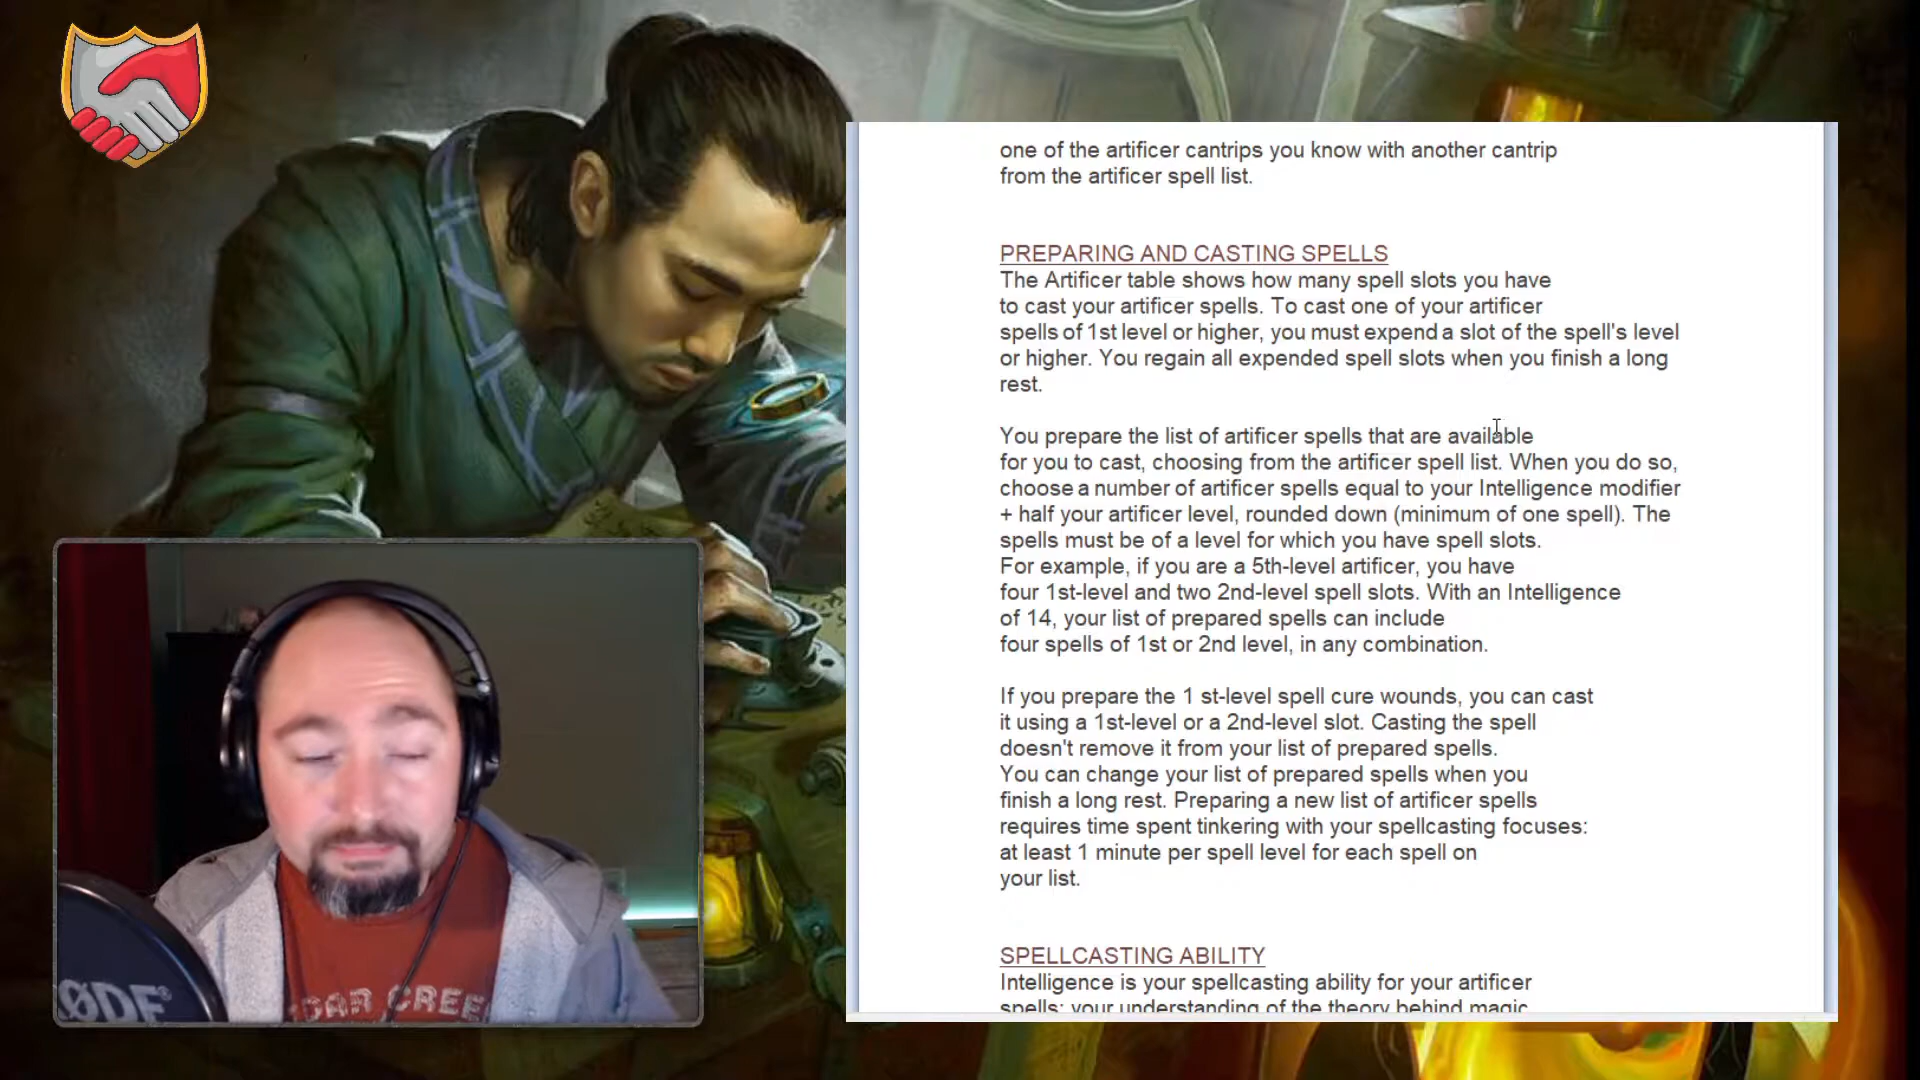 one of the artificer cantrips you know with another cantrip
from the artificer spell list.
PREPARING AND CASTING SPELLS
The Artificer table shows how many spell slots you have
to cast your artificer spells. To cast one of your artificer
spells of 1st level or higher, you must expend a slot of the spell's level
or higher. You regain all expended spell slots when you finish a long
rest.
You prepare the list of artificer spells that are available
for you to cast, choosing from the artificer spell list. When you do so,
choose a number of artificer spells equal to your Intelligence modifier
+ half your artificer level, rounded down (minimum of one spell). The
spells must be of a level for which you have spell slots.
For example, if you are a 5th-level artificer, you have
four 1st-level and two 2nd-level spell slots. With an Intelligence
of 14, your list of prepared spells can include
four spells of 1st or 2nd level, in any combination.
If you prepare the 1 st-level spell cure wounds, you can cast
it using a 1st-level or a 2nd-level slot. Casting the spell
doesn't remove it from your list of prepared spells.
You can change your list of prepared spells when you
finish a long rest. Preparing a new list of artificer spells
requires time spent tinkering with your spellcasting focuses:
at least 1 minute per spell level for each spell on
your list.
SPELLCASTING ABILITY
Intelligence is your spellcasting ability for your artificer
spells; your understanding of the theory behind magic
RØDE
DAR CREE